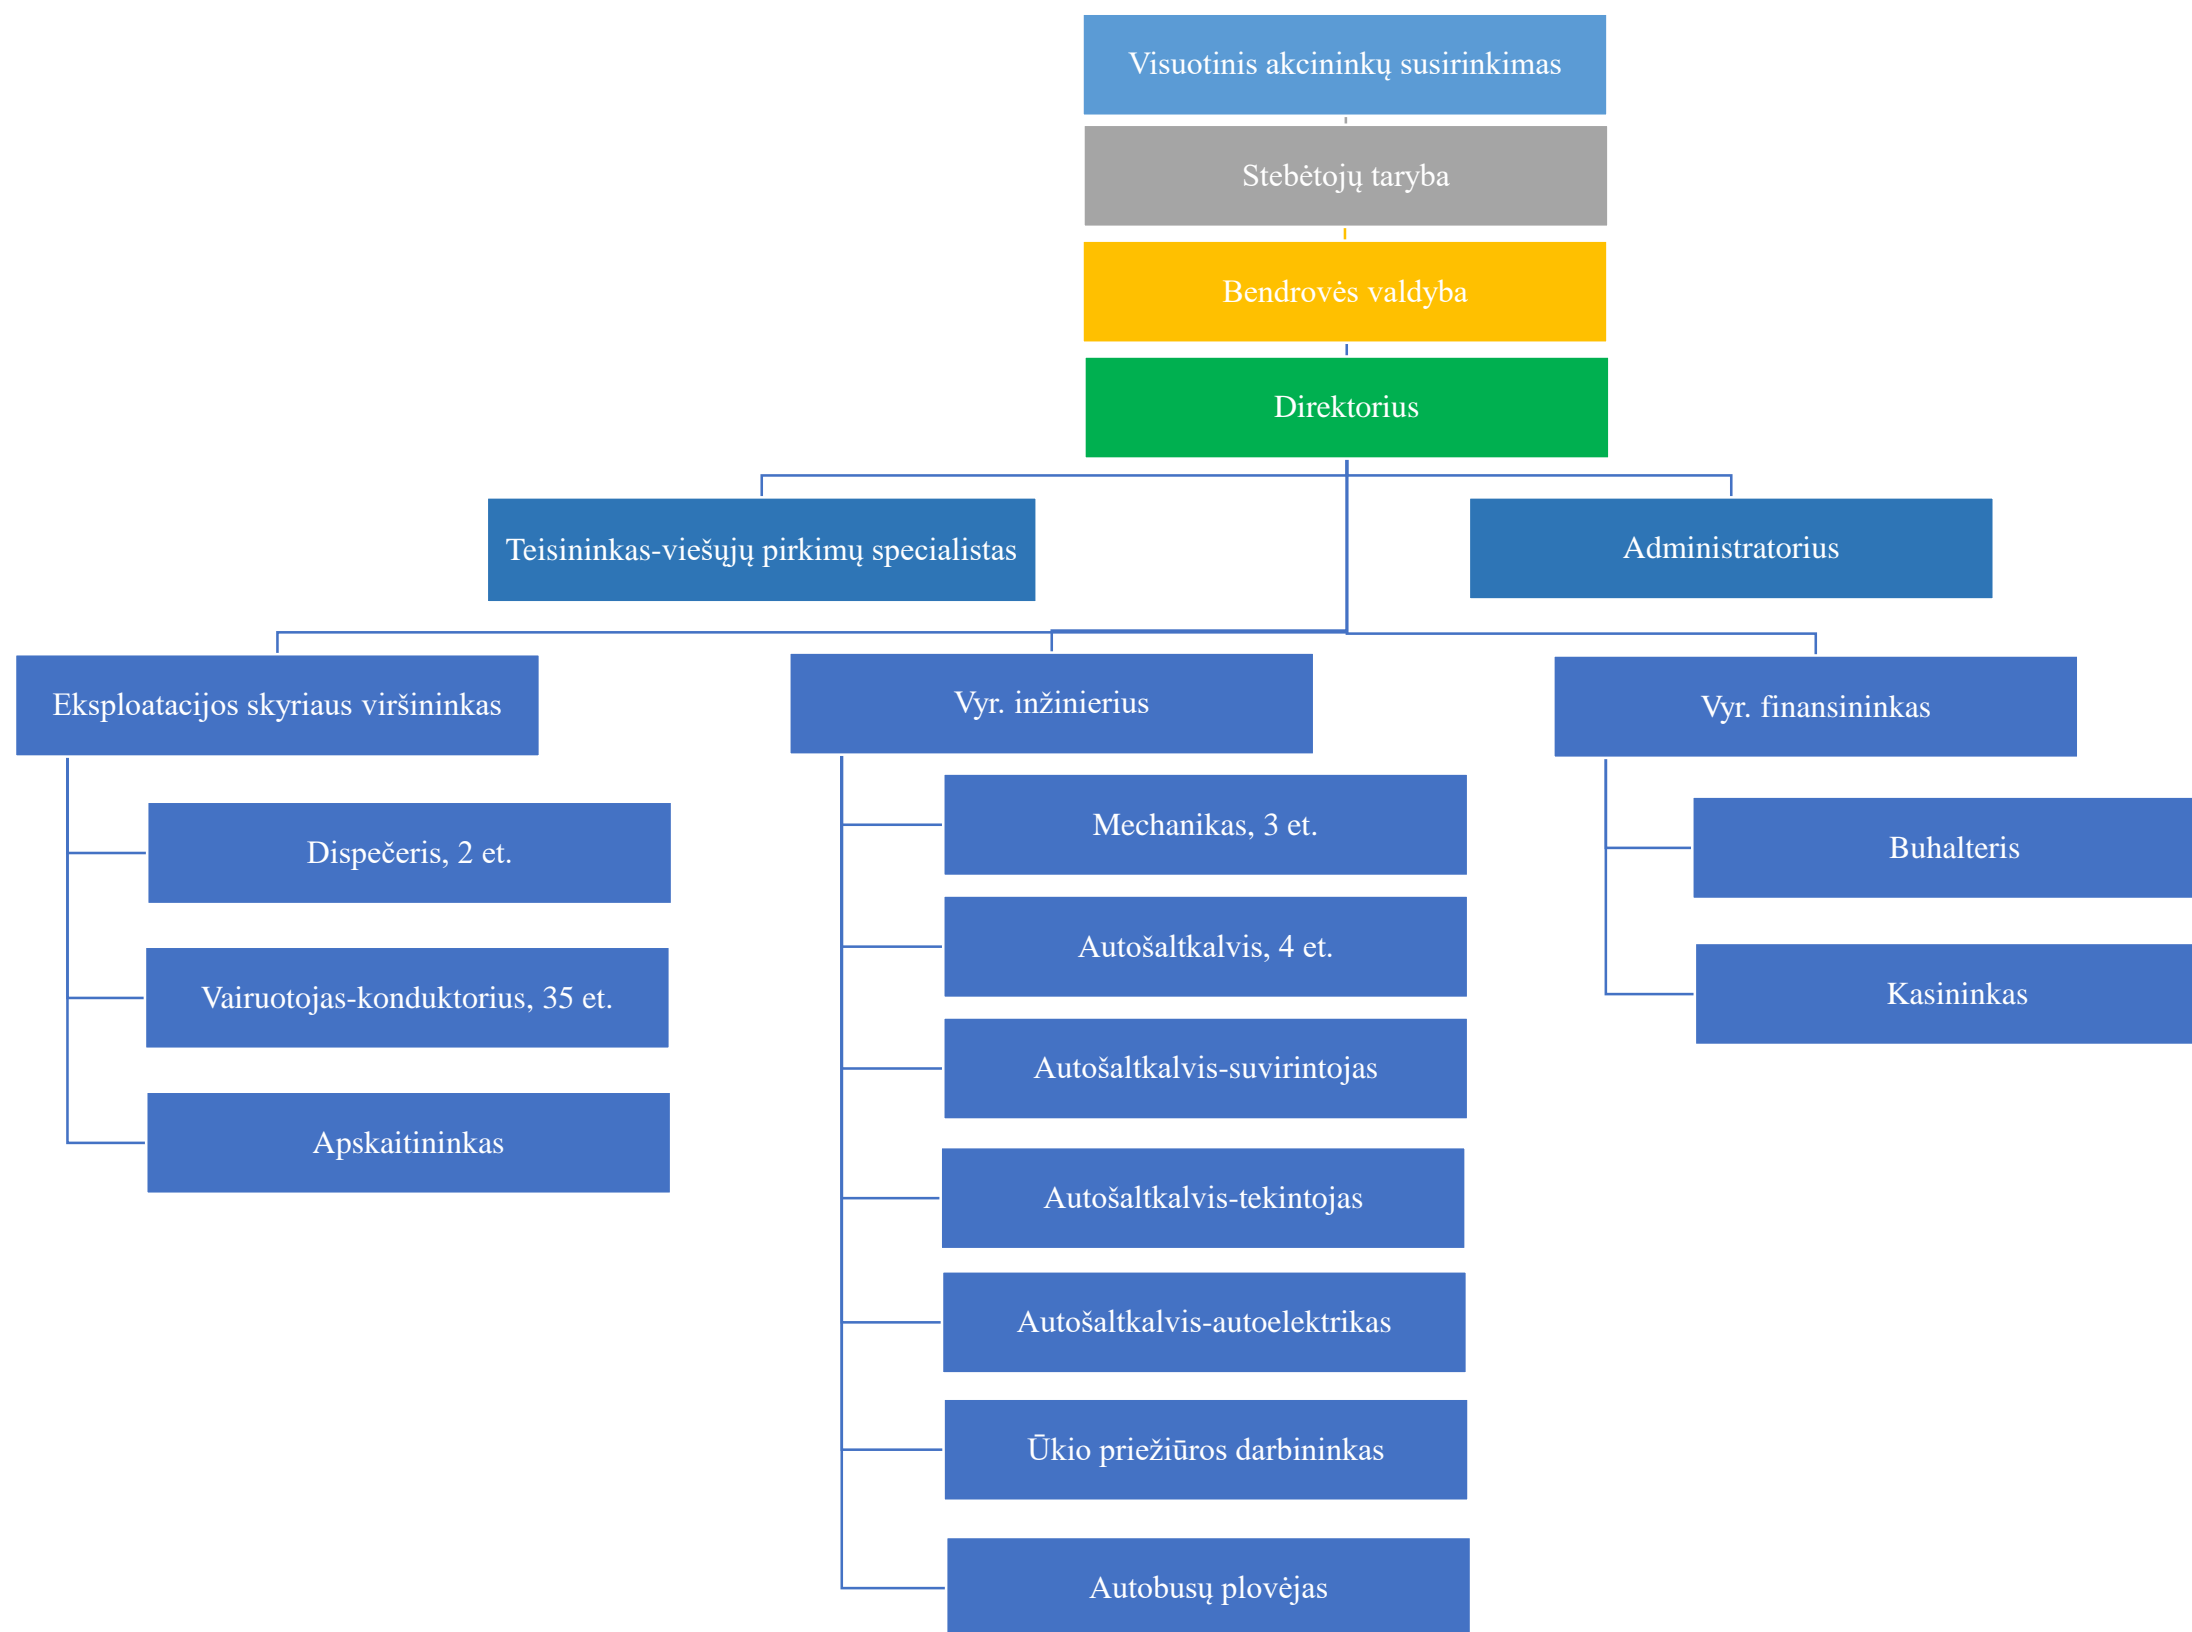 Visuotinis akcininkų susirinkimas
Stebėtojų taryba
Bendrovės valdyba
Direktorius
Teisininkas-viešųjų pirkimų specialistas
Administratorius
Eksploatacijos skyriaus viršininkas
Dispečeris, 2 et.
Vairuotojas-konduktorius, 35 et.
Apskaitininkas
Vyr. inžinierius
Mechanikas, 3 et.
Autošaltkalvis, 4 et.
Autošaltkalvis-suvirintojas
Autošaltkalvis-tekintojas
Autošaltkalvis-autoelektrikas
Ūkio priežiūros darbininkas
Autobusų plovėjas
Vyr. finansininkas
Buhalteris
Kasininkas